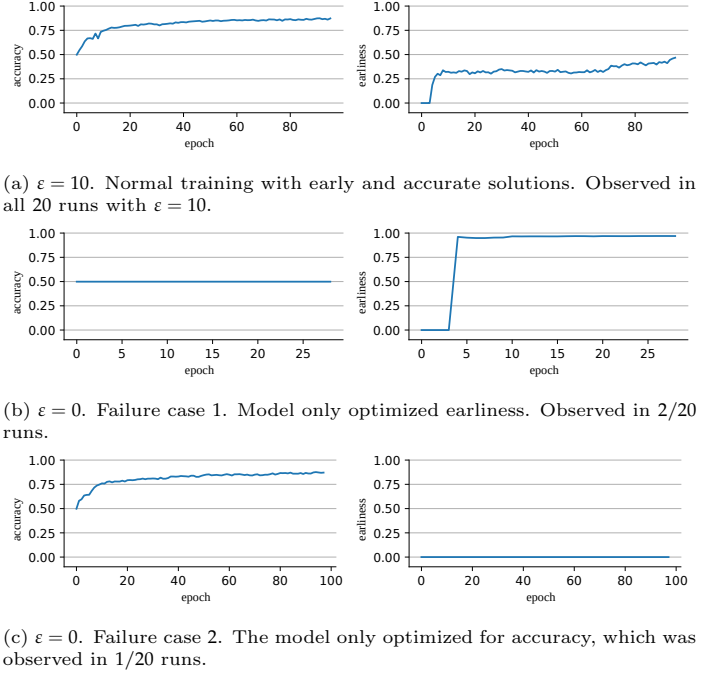 1.00
0.75
0.50
0.25
0.00
accuracy
0 20 40 60 80
epoch
1.00
0.75
0.50
0.25
0.00
earliness
0 20 40 60 80
epoch
(a) ε = 10. Normal training with early and accurate solutions. Observed in
all 20 runs with ε = 10.
1.00
0.75
0.50
0.25
0.00
accuracy
0 5 10 15 20 25
epoch
1.00
0.75
0.50
0.25
0.00
earliness
0 5 10 15 20 25
epoch
(b) ε = 0. Failure case 1. Model only optimized earliness. Observed in 2/20
runs.
1.00
0.75
0.50
0.25
0.00
accuracy
0 20 40 60 80 100
epoch
1.00
0.75
0.50
0.25
0.00
earliness
0 20 40 60 80 100
epoch
(c) ε = 0. Failure case 2. The model only optimized for accuracy, which was
observed in 1/20 runs.